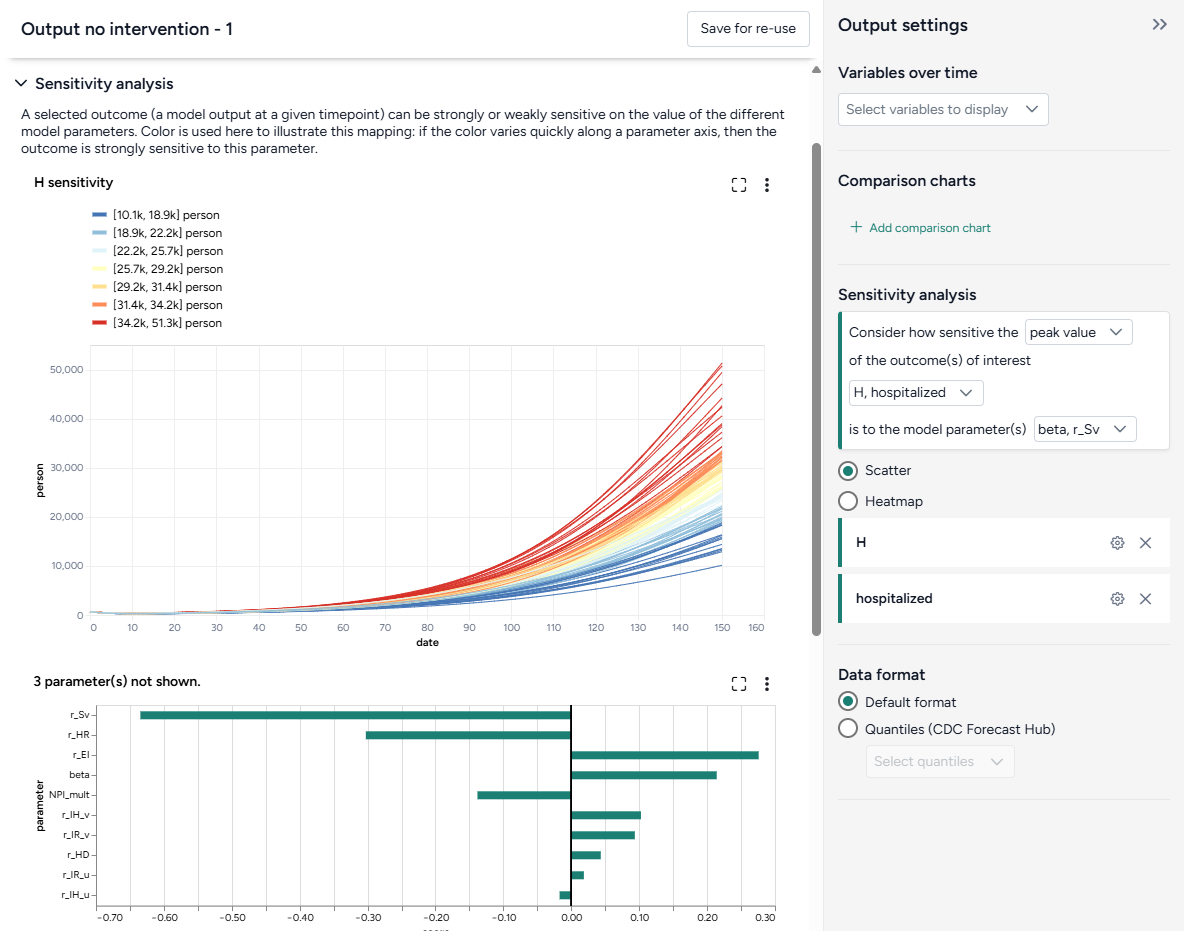 Output no intervention - 1
Save for re-use
Sensitivity analysis
A selected outcome (a model output at a given timepoint) can be strongly or weakly sensitive on the value of the different
model parameters. Color is used here to illustrate this mapping: if the color varies quickly along a parameter axis, then the
outcome is strongly sensitive to this parameter.
H sensitivity
[10.1k, 18.9k] person
[18.9k, 22.2k] person
[22.2k, 25.7k] person
[25.7k, 29.2k] person
[29.2k, 31.4k] person
[31.4k, 34.2k] person
[34.2k, 51.3k] person
person
50,000
40,000
30,000
20,000
10,000
0
0 10 20 30 40 50 60 70 80 90 100 110 120 130 140 150 160
date
3 parameter(s) not shown.
parameter
r_Sv
r_HR
r_EI
beta
NPI_mult
r_IH_v
r_IR_v
r_HD
r_IR_u
r_IH_u
−0.70 −0.60 −0.50 −0.40 −0.30 −0.20 −0.10 0.00 0.10 0.20 0.30
Output settings
Variables over time
Select variables to display
Comparison charts
+ Add comparison chart
Sensitivity analysis
Consider how sensitive the peak value
of the outcome(s) of interest
H, hospitalized
is to the model parameter(s) beta, r_Sv
Scatter
Heatmap
H
hospitalized
Data format
Default format
Quantiles (CDC Forecast Hub)
Select quantiles